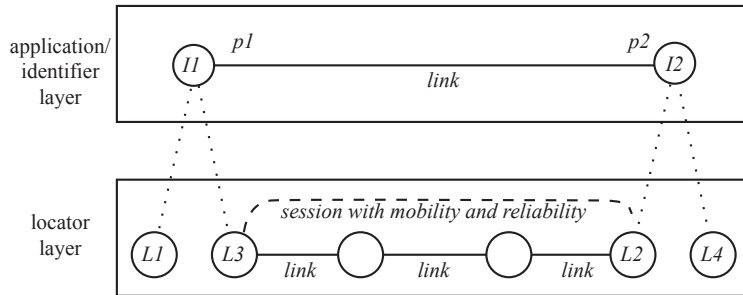 application/
identifier
layer
p1
p2
I1
I2
link
locator
layer
session with mobility and reliability
L1
L3
L2
L4
link
link
link